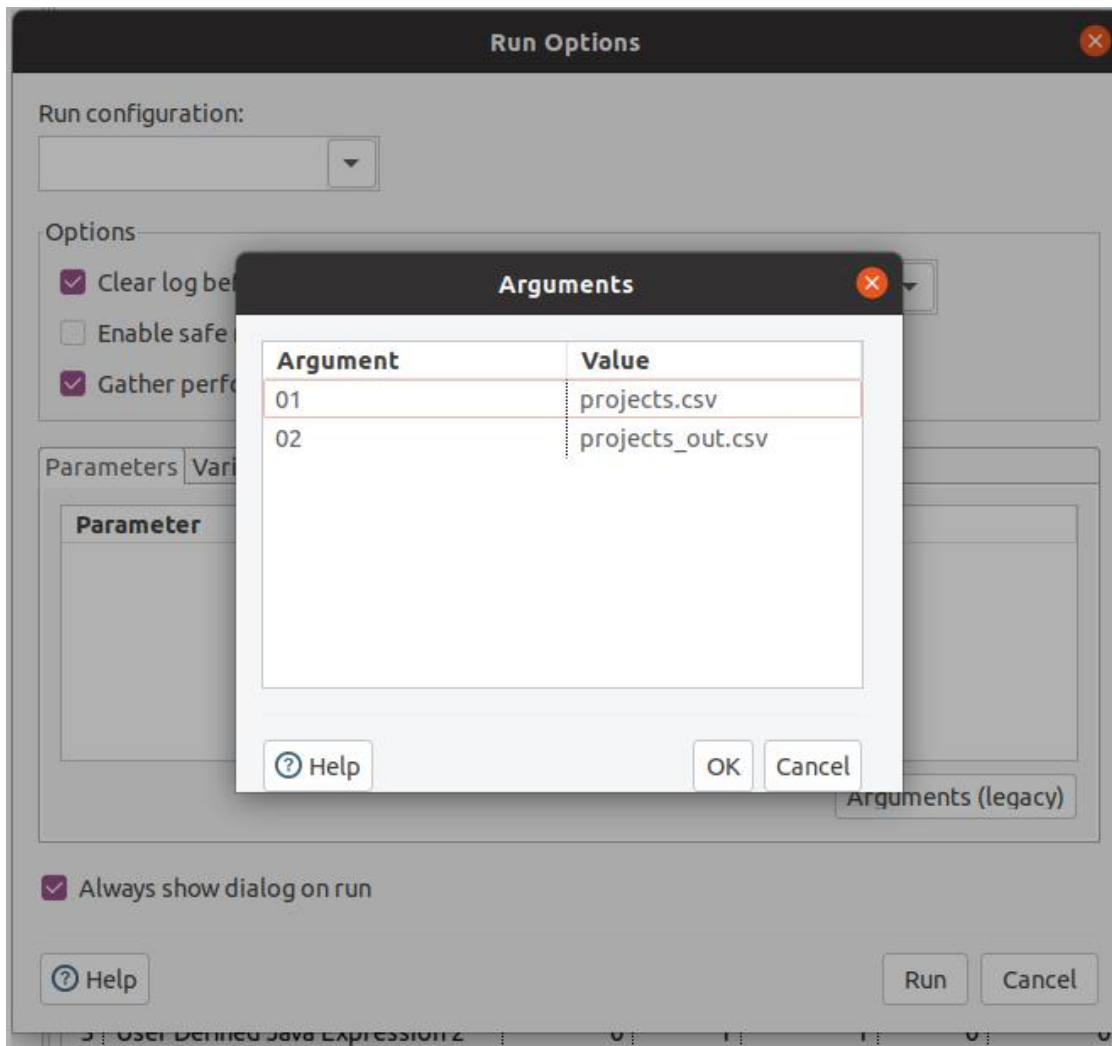 Run Options
Run configuration:
Options
Clear log bef
Enable safe
Gather perfo
Parameters Vari
Parameter
Arguments
Argument Value
01 projects.csv
02 projects_out.csv
Help OK Cancel
Arguments (legacy)
Always show dialog on run
Help Run Cancel
User Defined Java Expression 2